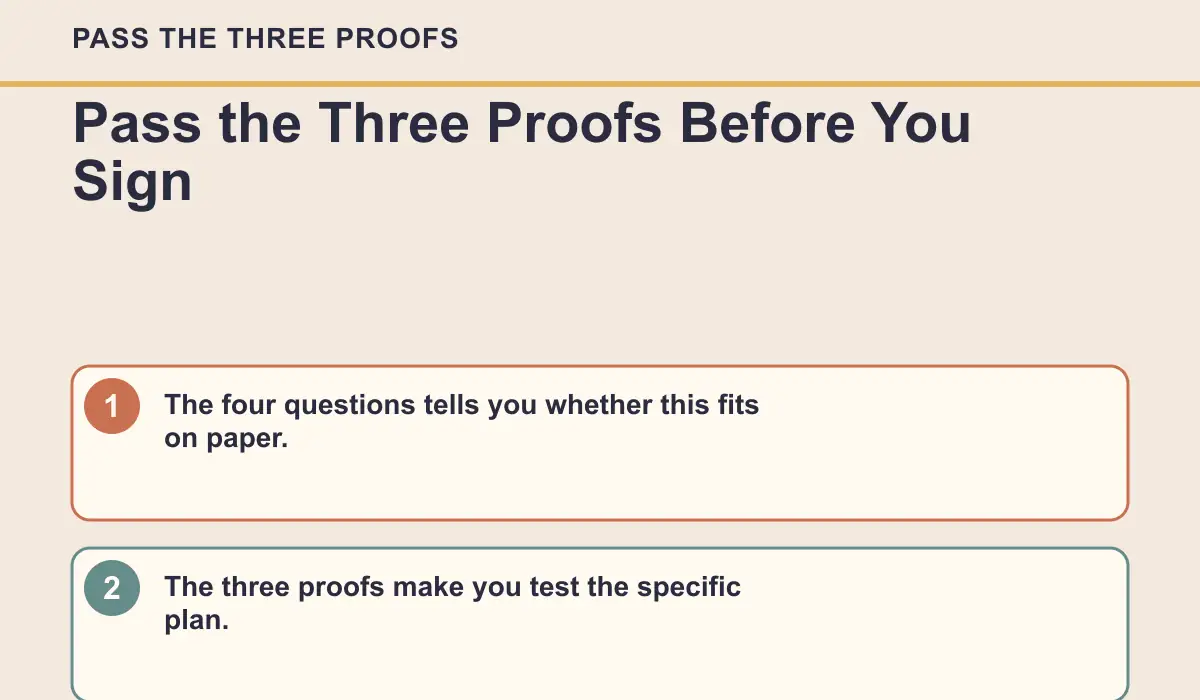 PASS THE THREE PROOFS
Pass the Three Proofs Before You
Sign
1
The four questions tells you whether this fits
on paper.
2
The three proofs make you test the specific
plan.